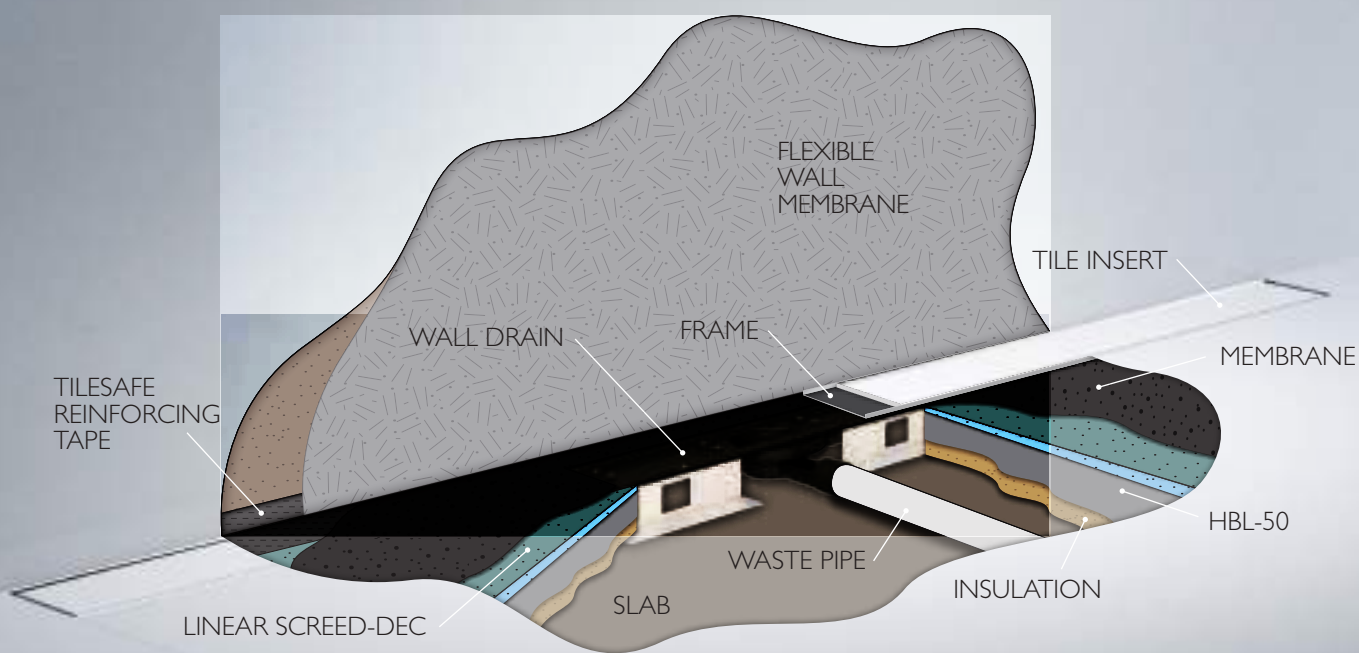 FLEXIBLE
WALL
MEMBRANE
TILE INSERT
WALL DRAIN
FRAME
MEMBRANE
TILESAFE
REINFORCING
TAPE
HBL-50
WASTE PIPE
INSULATION
SLAB
LINEAR SCREED-DEC